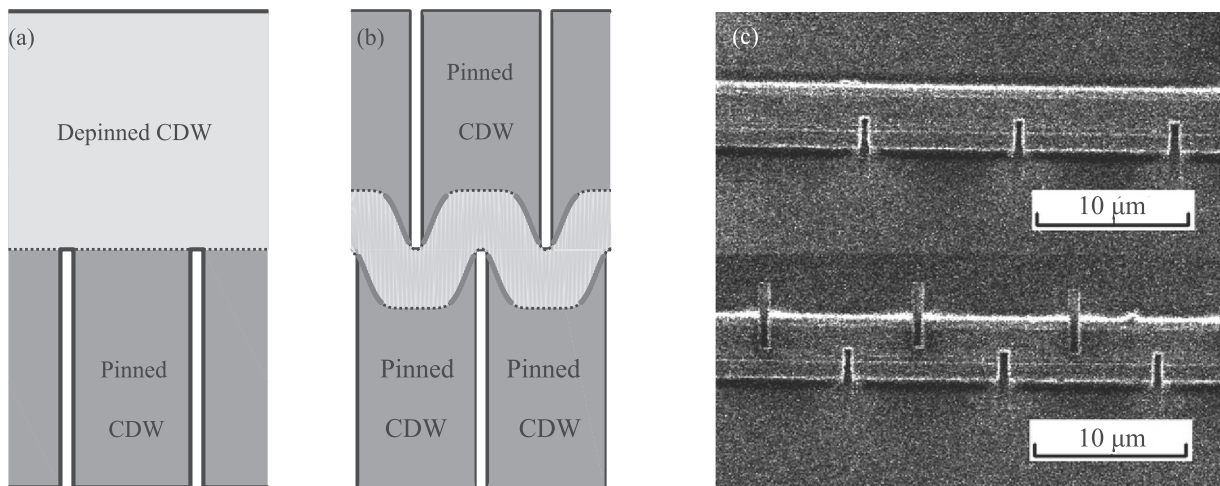 (a)
Depinned CDW
Pinned
CDW
(b)
Pinned
CDW
Pinned
CDW
Pinned
CDW
(c)
10 μm
10 μm